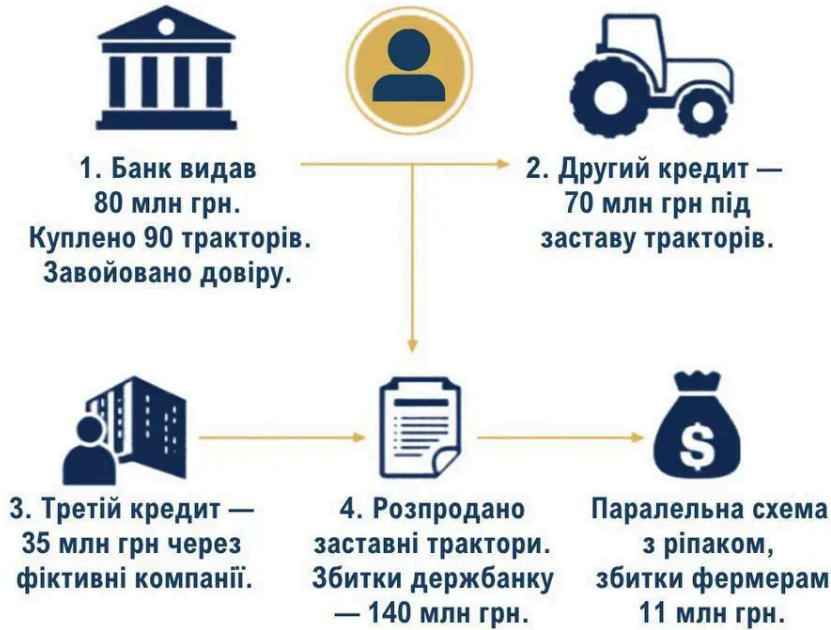 1. Банк видав
80 млн грн.
Куплено 90 тракторів.
Завойовано довіру.
2. Другий кредит —
70 млн грн під
заставу тракторів.
3. Третій кредит —
35 млн грн через
фіктивні компанії.
4. Розпродано
заставні трактори.
Збитки держбанку
— 140 млн грн.
$
Паралельна схема
з ріпаком,
збитки фермерам
11 млн грн.